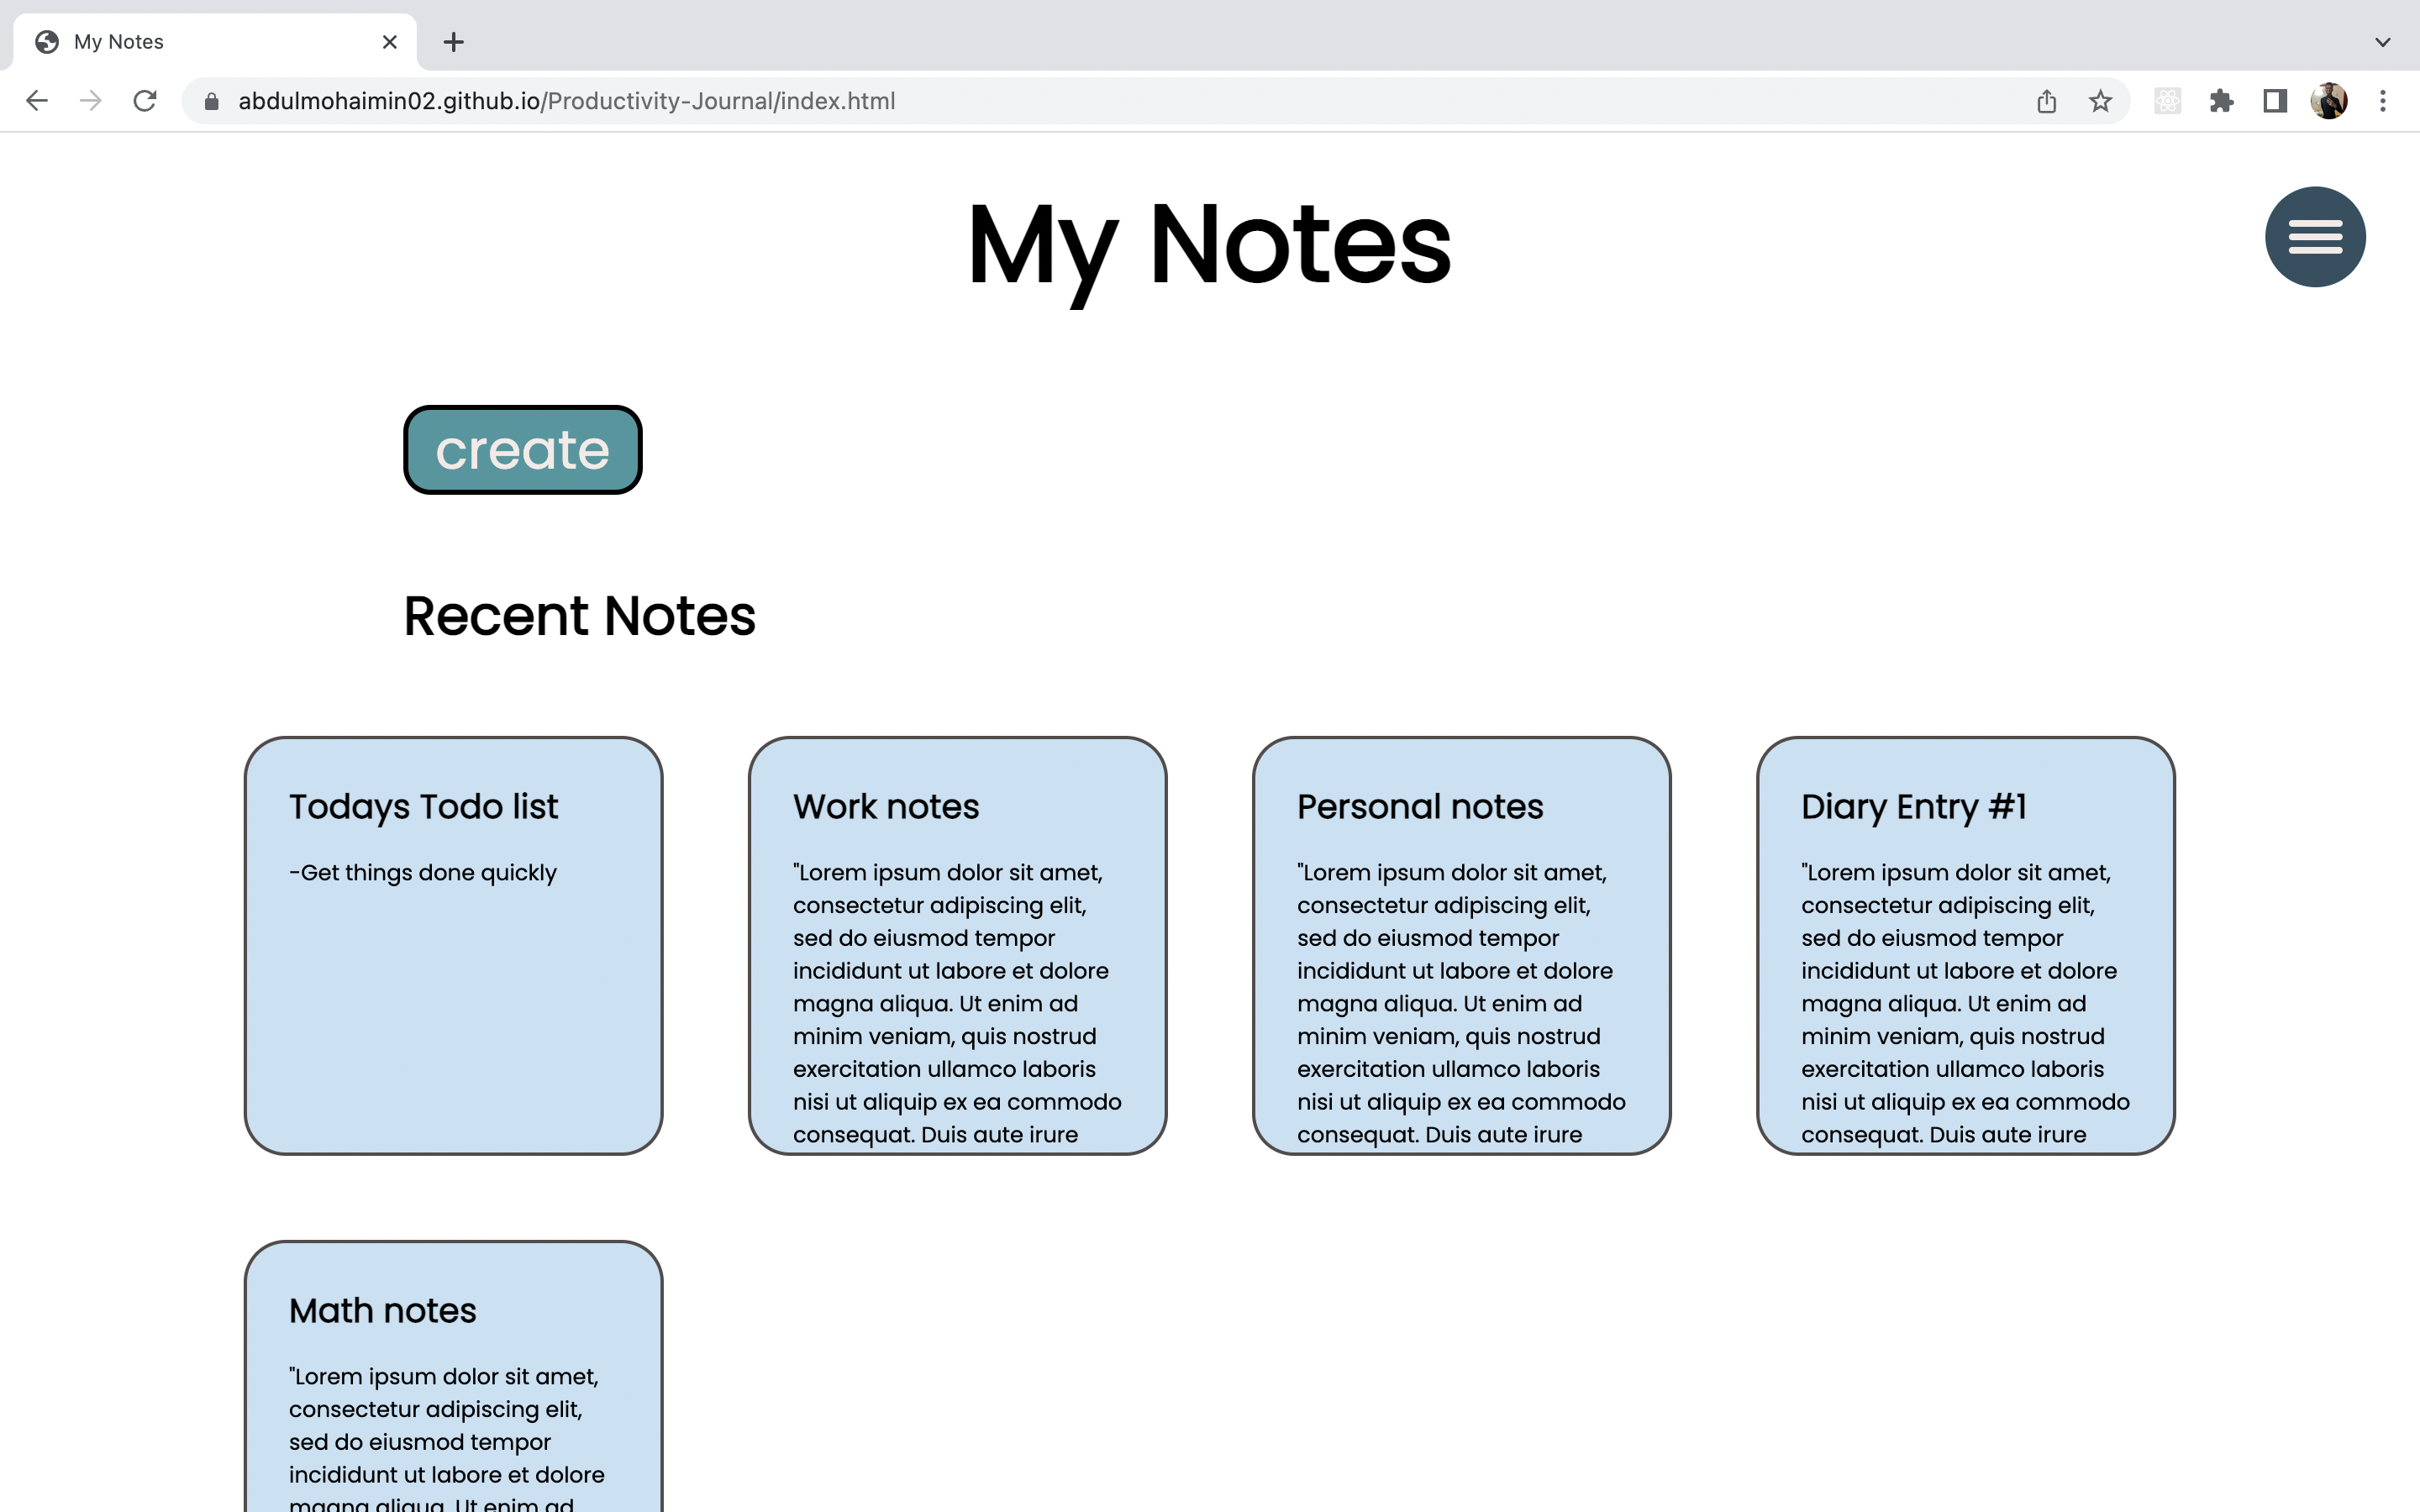 My Notes
abdulmohaimin02.github.io/Productivity-Journal/index.html
My Notes
create
Recent Notes
Todays Todo list
-Get things done quickly
Work notes
"Lorem ipsum dolor sit amet,
consectetur adipiscing elit,
sed do eiusmod tempor
incididunt ut labore et dolore
magna aliqua. Ut enim ad
minim veniam, quis nostrud
exercitation ullamco laboris
nisi ut aliquip ex ea commodo
consequat. Duis aute irure
Personal notes
"Lorem ipsum dolor sit amet,
consectetur adipiscing elit,
sed do eiusmod tempor
incididunt ut labore et dolore
magna aliqua. Ut enim ad
minim veniam, quis nostrud
exercitation ullamco laboris
nisi ut aliquip ex ea commodo
consequat. Duis aute irure
Diary Entry #1
"Lorem ipsum dolor sit amet,
consectetur adipiscing elit,
sed do eiusmod tempor
incididunt ut labore et dolore
magna aliqua. Ut enim ad
minim veniam, quis nostrud
exercitation ullamco laboris
nisi ut aliquip ex ea commodo
consequat. Duis aute irure
Math notes
"Lorem ipsum dolor sit amet,
consectetur adipiscing elit,
sed do eiusmod tempor
incididunt ut labore et dolore
magna aliqua. Ut enim ad